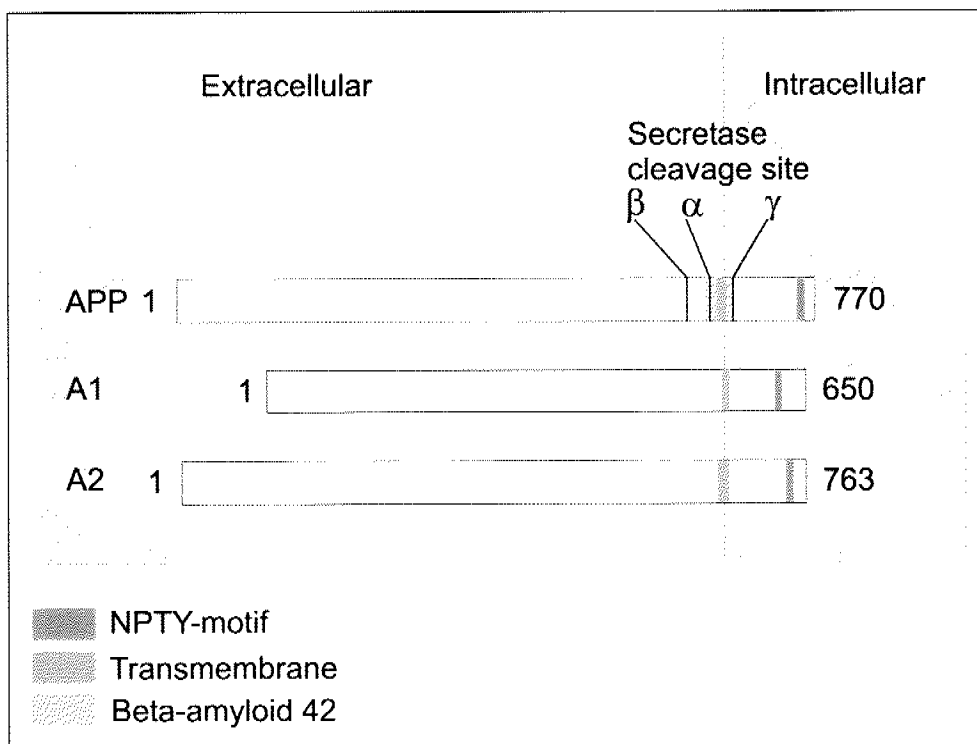 Extracellular
Intracellular
Secretase
cleavage site
β α γ
APP 1 770
A1 1 650
A2 1 763
NPTY-motif
Transmembrane
Beta-amyloid 42